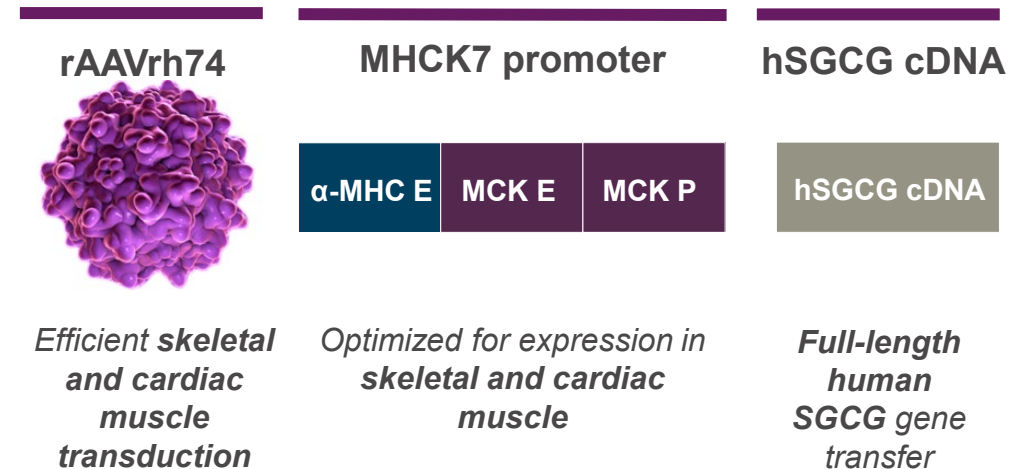 rAAVrh74
MHCK7 promoter
hSGCG cDNA
α-MHC E
MCK E
MCK P
hSGCG cDNA
Efficient skeletal
and cardiac
muscle
transduction
Optimized for expression in
skeletal and cardiac
muscle
Full-length
human
SGCG gene
transfer